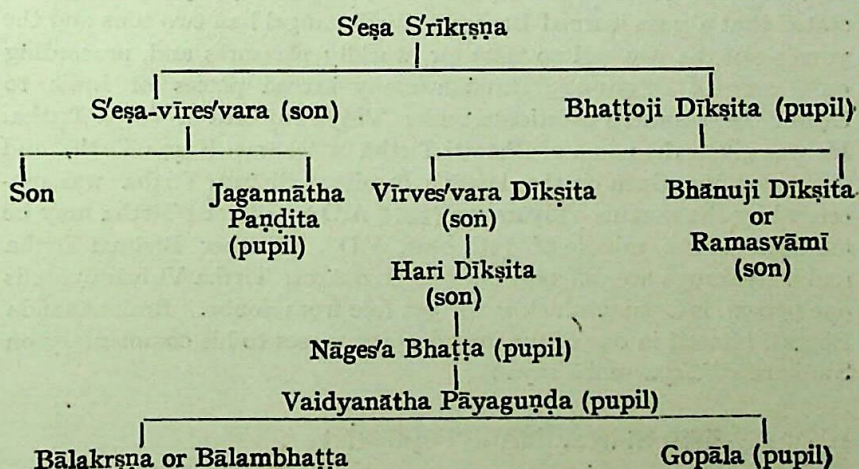 S'eṣa S'rīkṛṣṇa
S'eṣa-vīres'vara (son) Bhaṭṭoji Dīkṣita (pupil)
Son Jagannātha Vīrves'vara Dīkṣita Bhānuji Dīkṣita
Paṇḍita (son) or
(pupil) Ramasvāmī
Hari Dīkṣita (son)
(son)
Nāges'a Bhaṭṭa (pupil)
Vaidyanātha Pāyaguṇḍa (pupil)
Bālakṛṣṇa or Bālambhaṭṭa Gopāla (pupil)